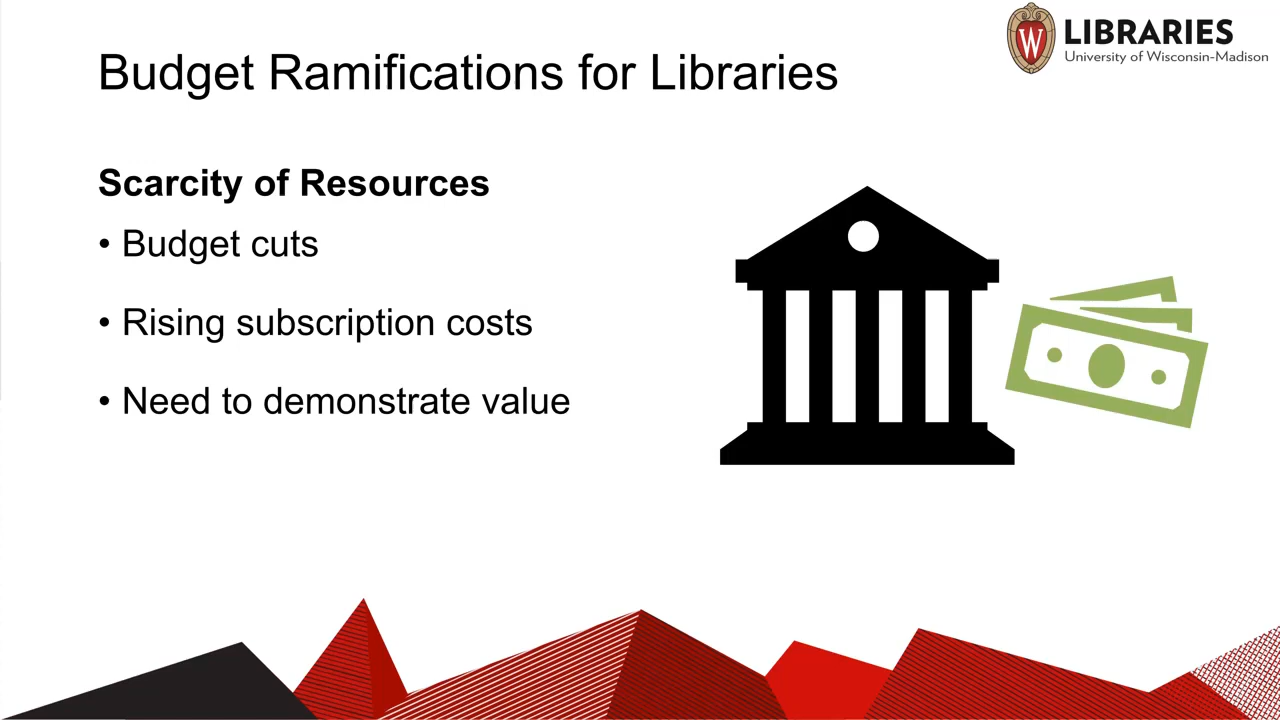 W LIBRARIES
University of Wisconsin-Madison
Budget Ramifications for Libraries
Scarcity of Resources
• Budget cuts
• Rising subscription costs
• Need to demonstrate value